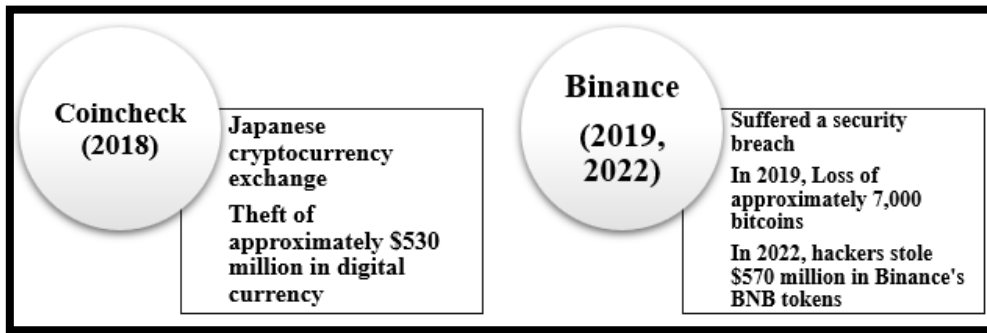 Coincheck
(2018)
Japanese
cryptocurrency
exchange
Theft of
approximately $530
million in digital
currency
Binance
(2019,
2022)
Suffered a security
breach
In 2019, Loss of
approximately 7,000
bitcoins
In 2022, hackers stole
$570 million in Binance's
BNB tokens